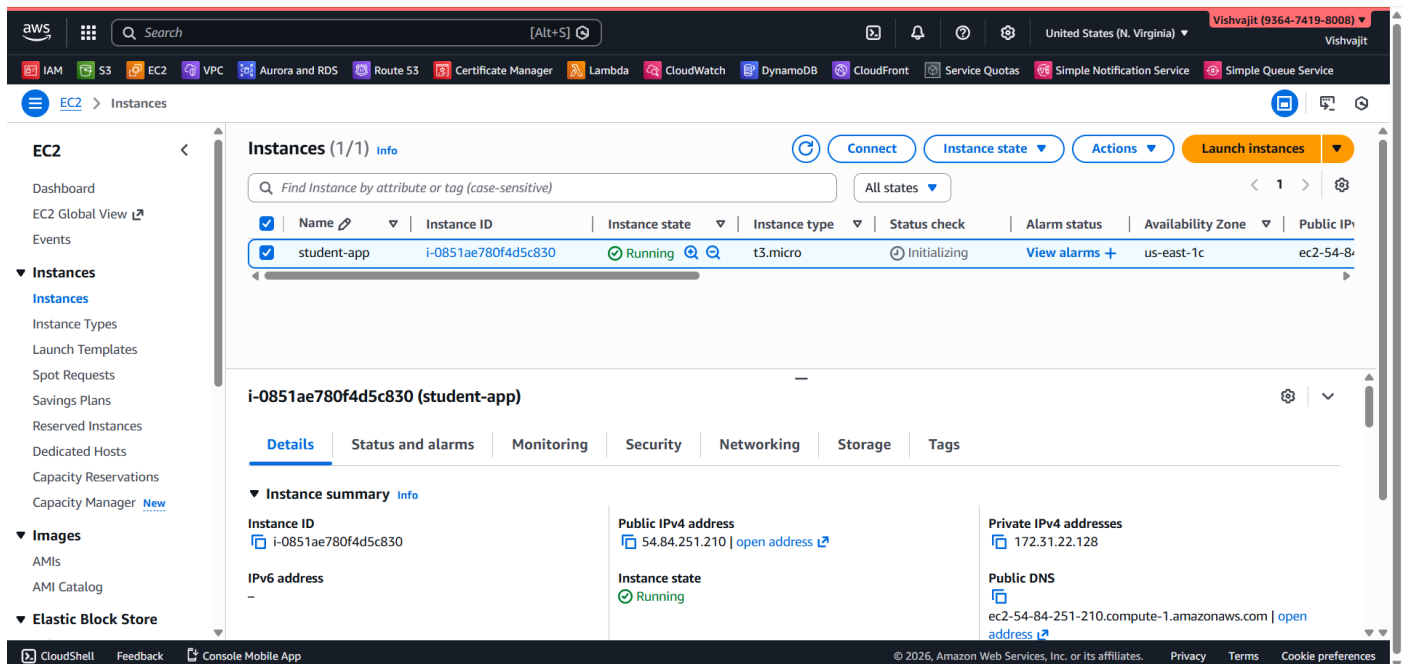 aws
Search [Alt+S]
United States (N. Virginia) ▼
Vishvajit (9364-7419-8008) ▼
Vishvajit
IAM S3 EC2 VPC Aurora and RDS Route 53 Certificate Manager Lambda CloudWatch DynamoDB CloudFront Service Quotas Simple Notification Service Simple Queue Service
EC2 > Instances
EC2
Dashboard
EC2 Global View
Events
Instances
Instances
Instance Types
Launch Templates
Spot Requests
Savings Plans
Reserved Instances
Dedicated Hosts
Capacity Reservations
Capacity Manager New
Images
AMIs
AMI Catalog
Elastic Block Store
Instances (1/1) Info
Connect
Instance state ▼
Actions ▼
Launch instances
Find Instance by attribute or tag (case-sensitive)
All states ▼
1
Name Instance ID Instance state Instance type Status check Alarm status Availability Zone Public
student-app i-0851ae780f4d5c830 Running t3.micro Initializing View alarms + us-east-1c ec2-54-8
i-0851ae780f4d5c830 (student-app)
Details Status and alarms Monitoring Security Networking Storage Tags
Instance summary Info
Instance ID
i-0851ae780f4d5c830
Public IPv4 address
54.84.251.210 | open address
Private IPv4 addresses
172.31.22.128
IPv6 address
–
Instance state
Running
Public DNS
ec2-54-84-251-210.compute-1.amazonaws.com | open
address
CloudShell Feedback Console Mobile App © 2026, Amazon Web Services, Inc. or its affiliates. Privacy Terms Cookie preferences